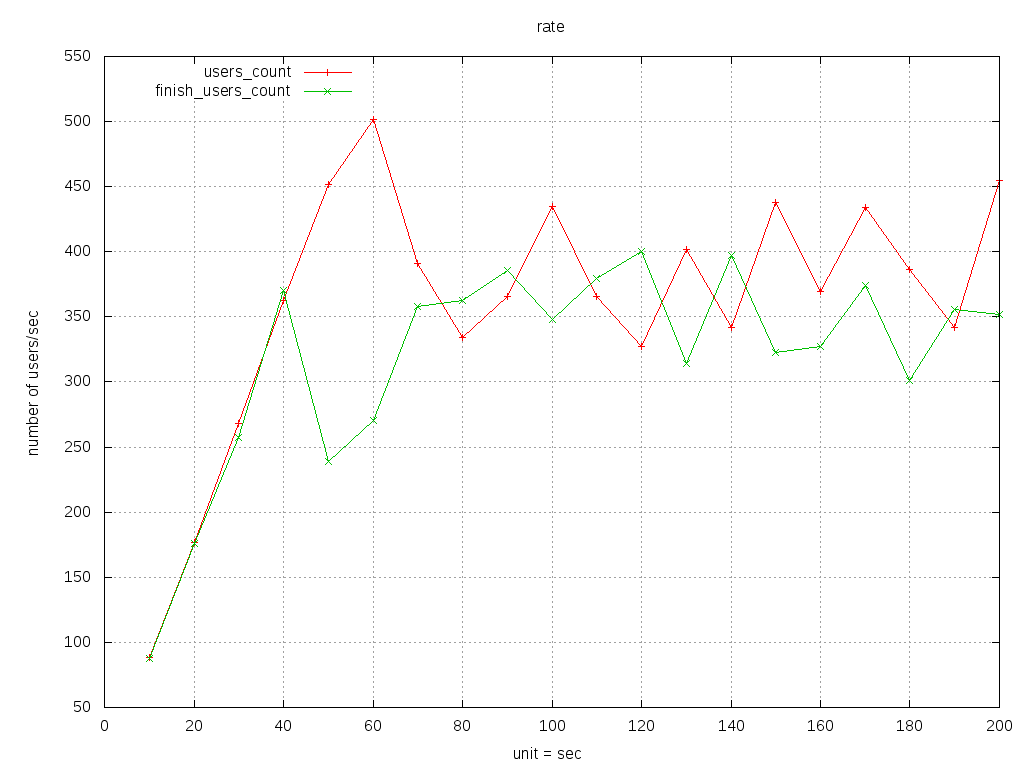 rate
users_count
finish_users_count
550
500
450
400
350
300
250
200
150
100
50
number of users/sec
0 20 40 60 80 100 120 140 160 180 200
unit = sec